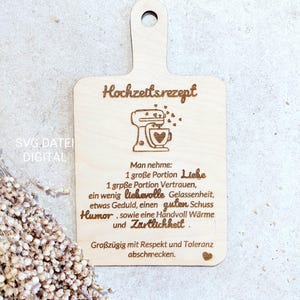 Hochzeitsrezept
SVG DATEI
DIGITAL
Man nehme:
1 große Portion Liebe
1 grpße Portion Vertrauen,
ein wenig liebevolle Gelassenheit,
etwas Geduld, einen guten Schuss
Humor , sowie eine Handvoll Wärme
und Zärtlichkeit .
Großzügig mit Respekt und Toleranz
abschmecken.